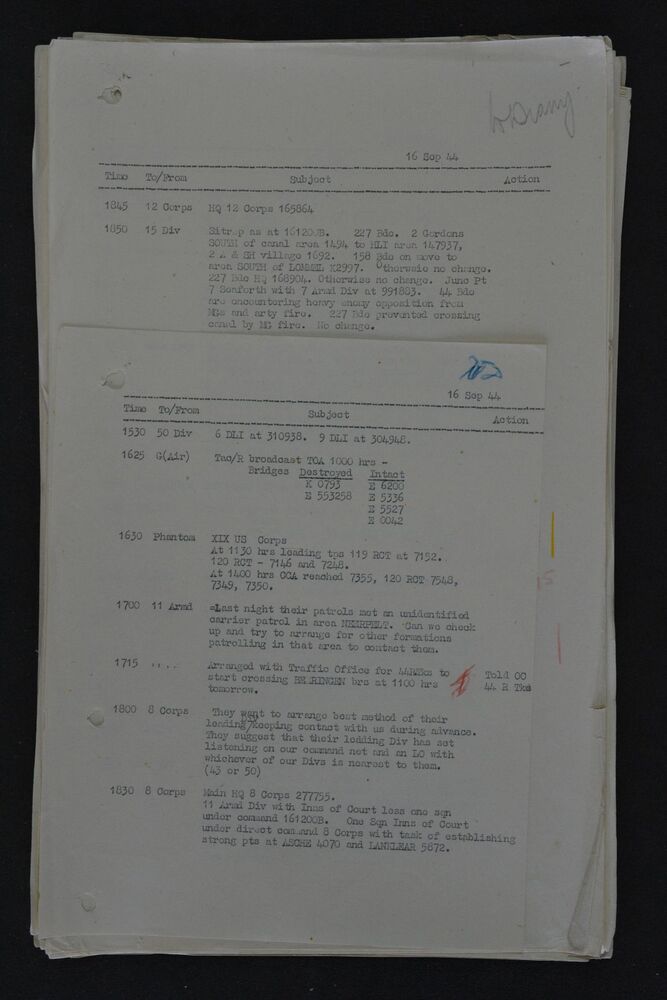 16 Sep 44
Time To/From Subject Action
1845 12 Corps HQ 12 Corps 165864
1850 15 Div Sitrep as at 161200B. 227 Bde. 2 Gordons
SOUTH of canal area 1494 to HLI area 147937,
2 A & SH village 1692. 158 Bde on move to
area SOUTH of LOMMEL K2997. Otherwise no change.
227 Bde HQ 168904. Otherwise no change. Junc Pt
7 Seaforth with 7 Armd Div at 991883. 44 Bde
are encountering heavy enemy opposition from
MGs and arty fire. 227 Bde prevented crossing
canal by MG fire. No change.
16 Sep 44
Time To/From Subject Action
1530 50 Div 6 DLI at 310938. 9 DLI at 304948.
1625 G(Air) Tac/R broadcast TOA 1000 hrs -
Bridges Destroyed Intact
K 0793 E 6200
E 553258 E 5336
E 5527
E 0042
1630 Phantom XIX US Corps
At 1130 hrs leading tps 119 RCT at 7152.
120 RCT - 7146 and 7248.
At 1400 hrs CCA reached 7355, 120 RCT 7548,
7349, 7350.
1700 11 Armd =Last night their patrols met an unidentified
carrier patrol in area NEERPELT. Can we check
up and try to arrange for other formations
patrolling in that area to contact them.
1715 .... Arranged with Traffic Office for 44RTks to Told OC
start crossing BEERINGEN brs at 1100 hrs 44 R Tks
tomorrow.
1800 8 Corps They want to arrange best method of their
leading keeping contact with us during advance.
They suggest that their leading Div has set
listening on our command net and an LO with
whichever of our Divs is nearest to them.
(43 or 50)
1830 8 Corps Main HQ 8 Corps 277755.
11 Armd Div with Inns of Court less one sqn
under command 161200B. One Sqn Inns of Court
under direct command 8 Corps with task of establishing
strong pts at ASCHE 4070 and LANKLEAR 5872.
15